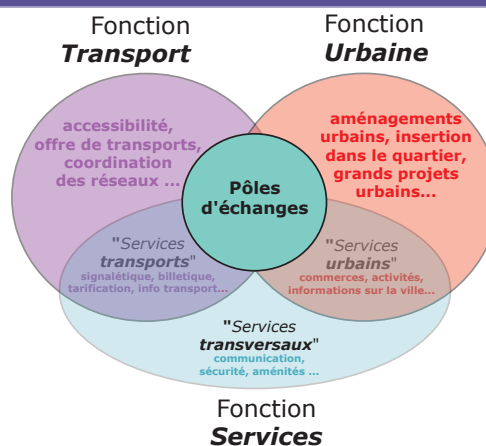 Fonction
Transport
Fonction
Urbaine
accessibilité,
offre de transports,
coordination
des réseaux ...
aménagements
urbains, insertion
dans le quartier,
grands projets
urbains...
Pôles
d'échanges
"Services
transports"
signalétique, billetique,
tarification, info transport...
"Services
urbains"
commerces, activités,
informations sur la ville...
"Services
transversaux"
communication,
sécurité, aménités ...
Fonction
Services